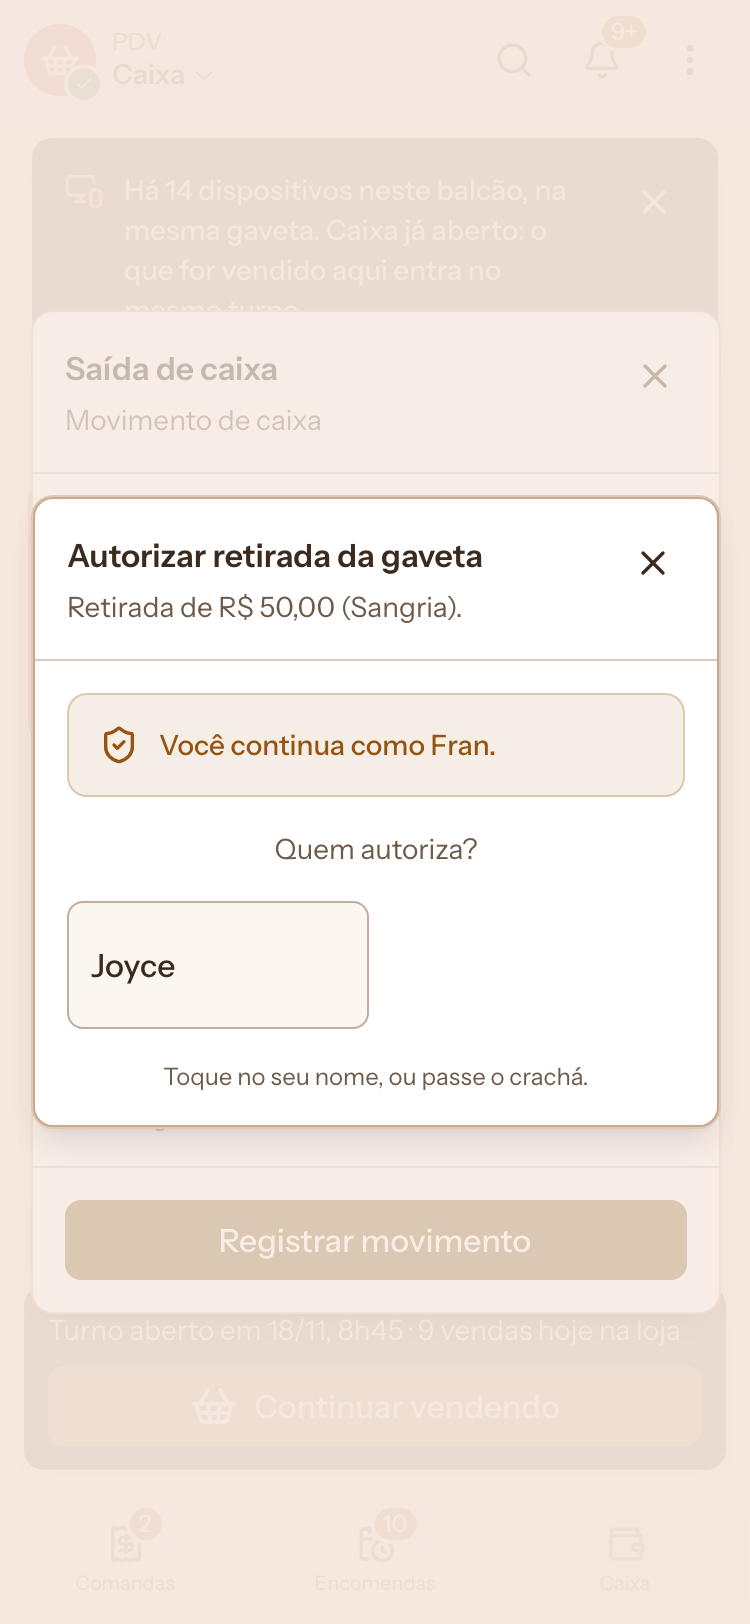 PDV
Caixa
9+
Há 14 dispositivos neste balcão, na
mesma gaveta. Caixa já aberto: o
que for vendido aqui entra no
mesmo turno.
Saída de caixa
Movimento de caixa
Autorizar retirada da gaveta
Retirada de R$ 50,00 (Sangria).
Você continua como Fran.
Quem autoriza?
Joyce
Toque no seu nome, ou passe o crachá.
Registrar movimento
Turno aberto em 18/11, 8h45 · 9 vendas hoje na loja
Continuar vendendo
2
10
Comandas
Encomendas
Caixa